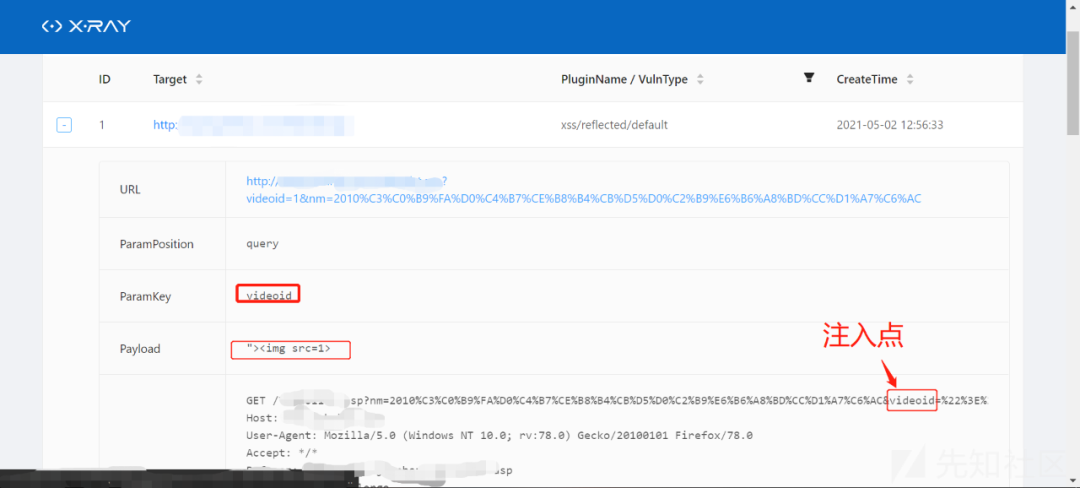 X-RAY
ID Target PluginName / VulnType CreateTime
- 1 http: xss/reflected/default 2021-05-02 12:56:33
URL http:// ?
videoid=1&nm=2010%C3%C0%B9%FA%D0%C4%B7%CE%B8%B4%CB%D5%D0%C2%B9%E6%B6%A8%BD%CC%D1%A7%C6%AC
ParamPosition query
ParamKey videoid
Payload "><img src=1>
注入点
GET / sp?nm=2010%C3%C0%B9%FA%D0%C4%B7%CE%B8%B4%CB%D5%D0%C2%B9%E6%B6%A8%BD%CC%D1%A7%C6%AC&videoid=%22%3E%
Host:
User-Agent: Mozilla/5.0 (Windows NT 10.0; rv:78.0) Gecko/20100101 Firefox/78.0
Accept: */*
sp
先知社区